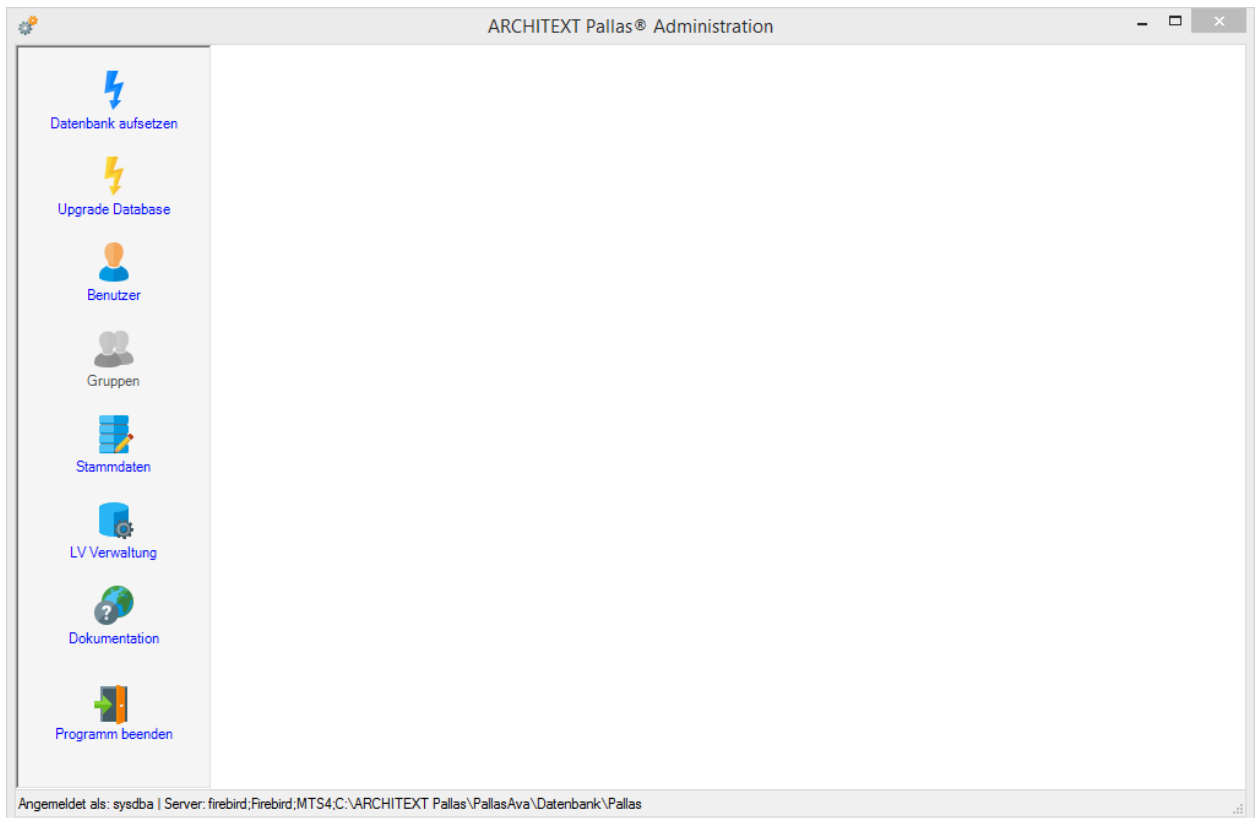 ARCHITEXT Pallas® Administration
Datenbank aufsetzen
Upgrade Database
Benutzer
Gruppen
Stammdaten
LV Verwaltung
Dokumentation
Programm beenden
Angemeldet als: sysdba | Server: firebird;Firebird;MTS4;C:\ARCHITEXT Pallas\PallasAva\Datenbank\Pallas